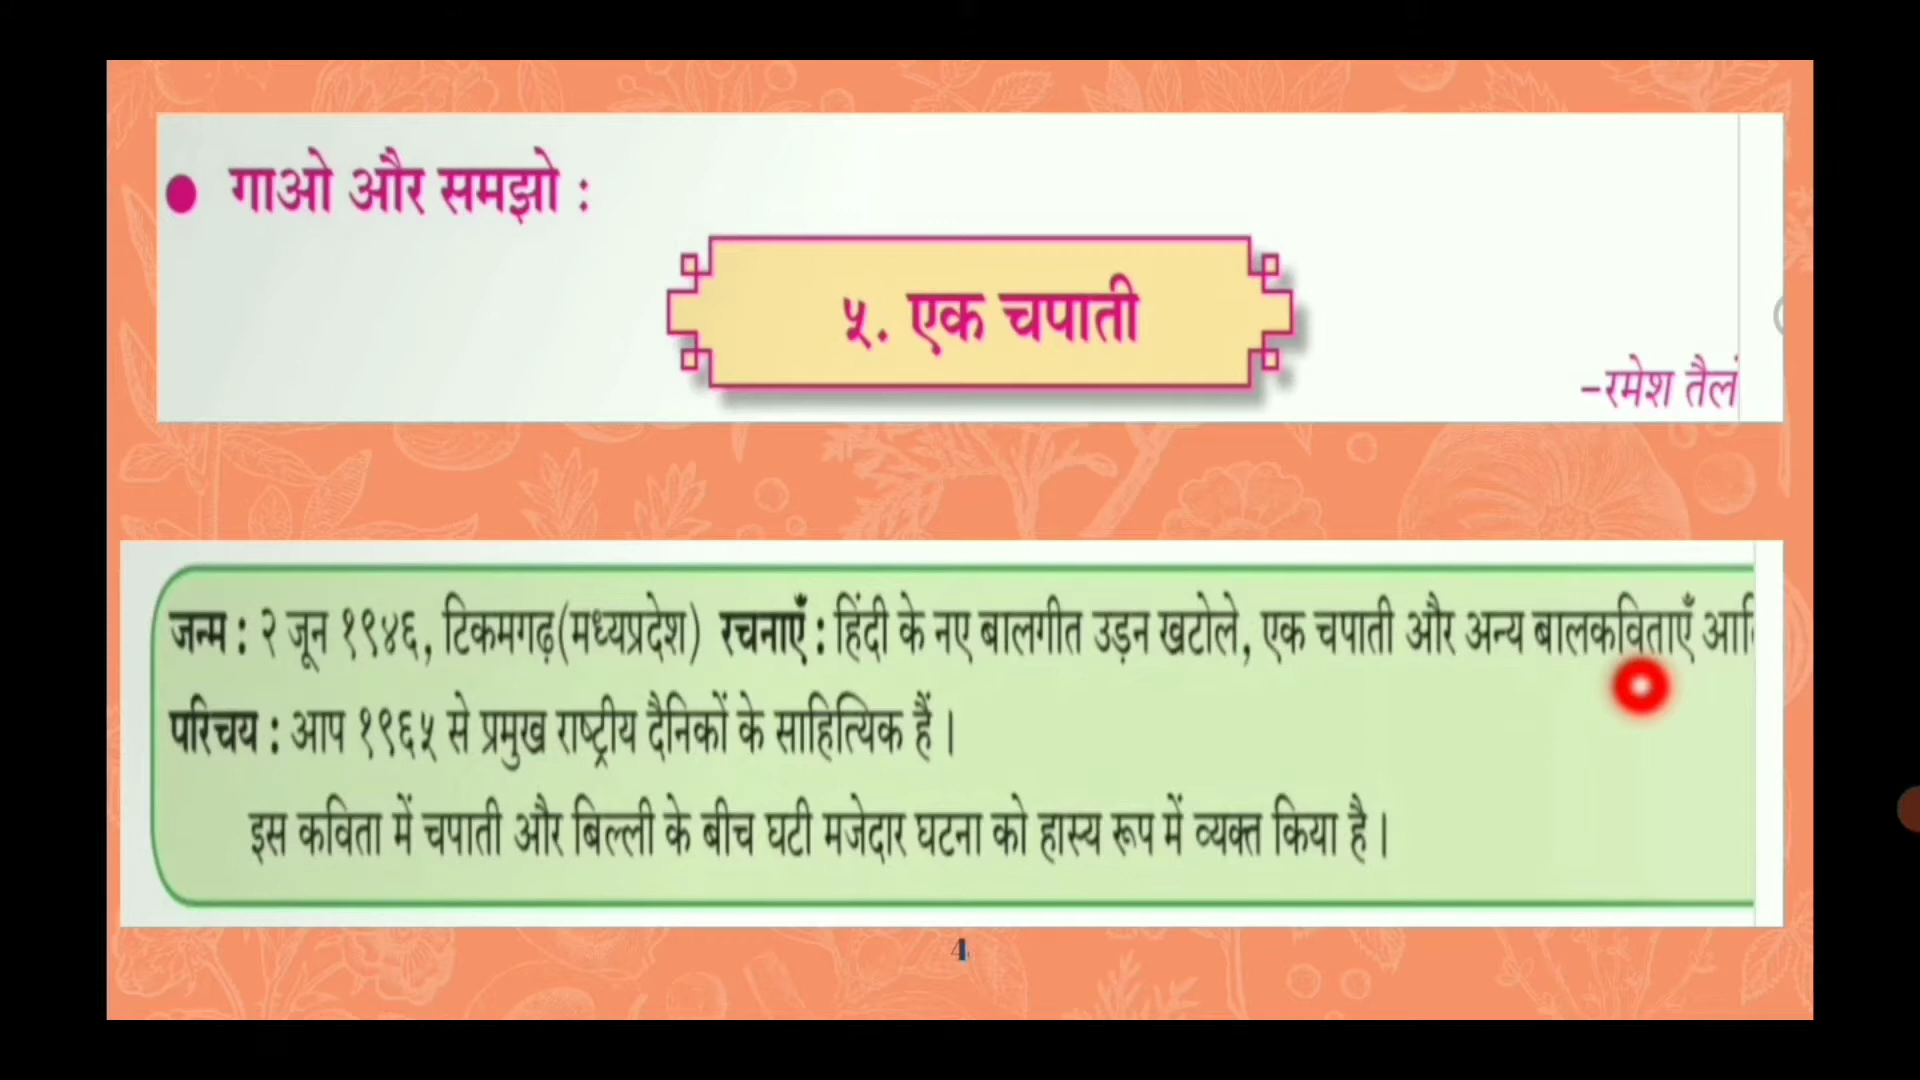 ● गाओ और समझो :
५. एक चपाती
–रमेश
जन्म : २ जून १९४६, टिकमगढ़(मध्यप्रदेश) रचनाएँ : हिंदी के नए बालगीत उड़न खटोले, एक चपाती और अन्य बालकविताएँ
परिचय : आप १९६५ से प्रमुख राष्ट्रीय दैनिकों के साहित्यिक हैं ।
इस कविता में चपाती और बिल्ली के बीच घटी मजेदार घटना को हास्य रूप में व्यक्त किया है ।
4